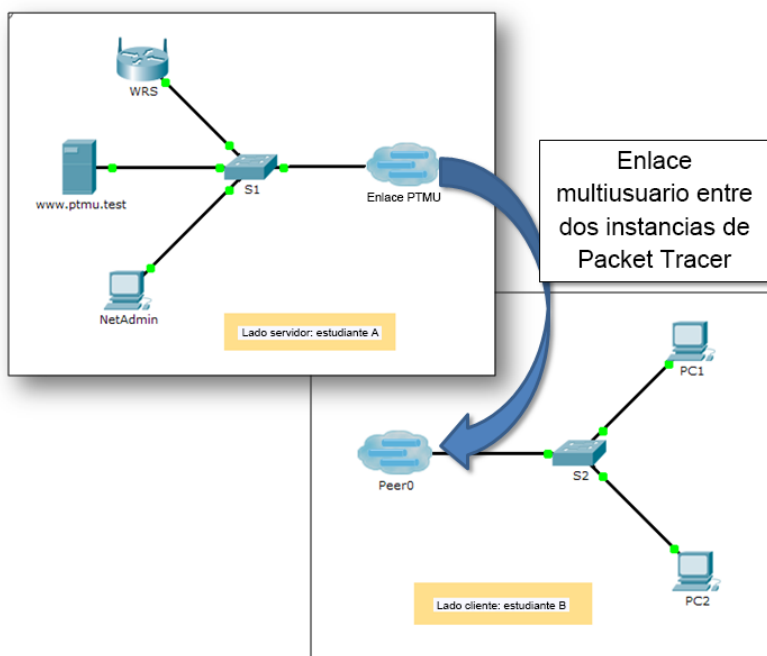 WRS
www.ptmu.test
S1
Enlace PTMU
NetAdmin
Lado servidor: estudiante A
Enlace
multiusuario entre
dos instancias de
Packet Tracer
PC1
Peer0
S2
PC2
Lado cliente: estudiante B